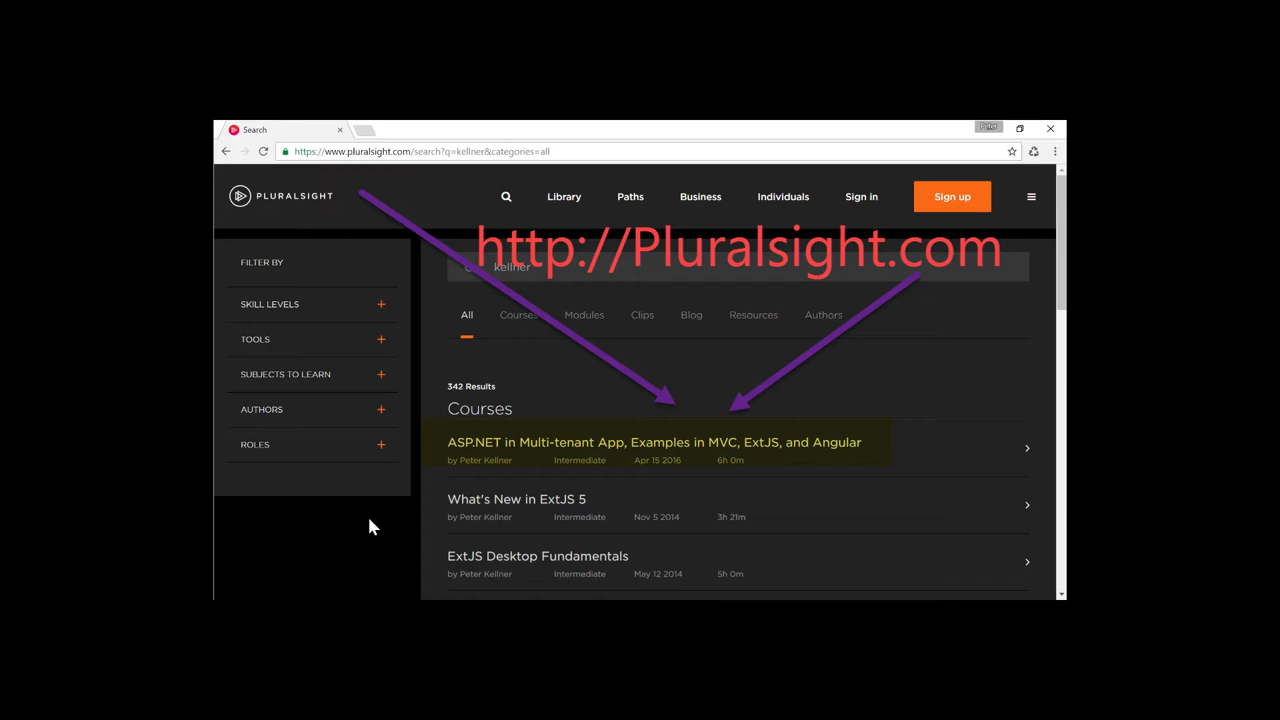 Search
Peter
https://www.pluralsight.com/search?q=kellner&categories=all
PLURALSIGHT
Library
Paths
Business
Individuals
Sign in
Sign up
http://Pluralsight.com
kellner
FILTER BY
SKILL LEVELS
TOOLS
SUBJECTS TO LEARN
AUTHORS
ROLES
All Courses Modules Clips Blog Resources Authors
342 Results
Courses
ASP.NET in Multi-tenant App, Examples in MVC, ExtJS, and Angular
by Peter Kellner Intermediate Apr 15 2016 6h 0m
What's New in ExtJS 5
by Peter Kellner Intermediate Nov 5 2014 3h 21m
ExtJS Desktop Fundamentals
by Peter Kellner Intermediate May 12 2014 5h 0m